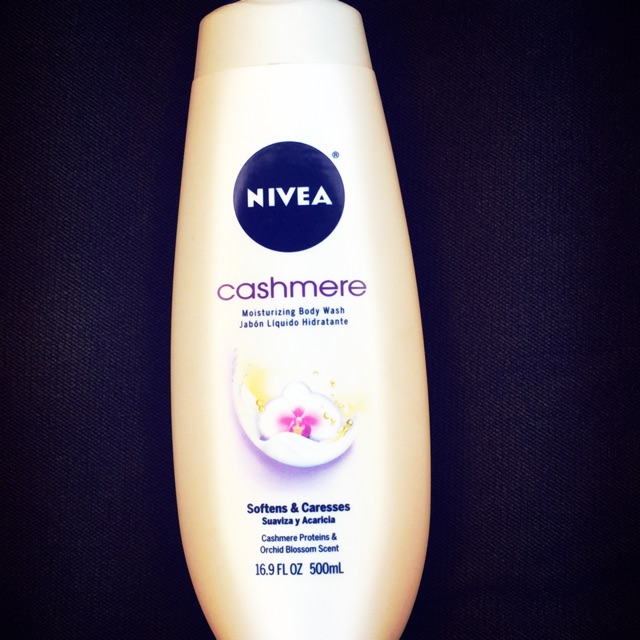 NIVEA®
cashmere
Moisturizing Body Wash
Jabón Líquido Hidratante
Softens & Caresses
Suaviza y Acaricia
Cashmere Proteins &
Orchid Blossom Scent
16.9 FL OZ 500mL